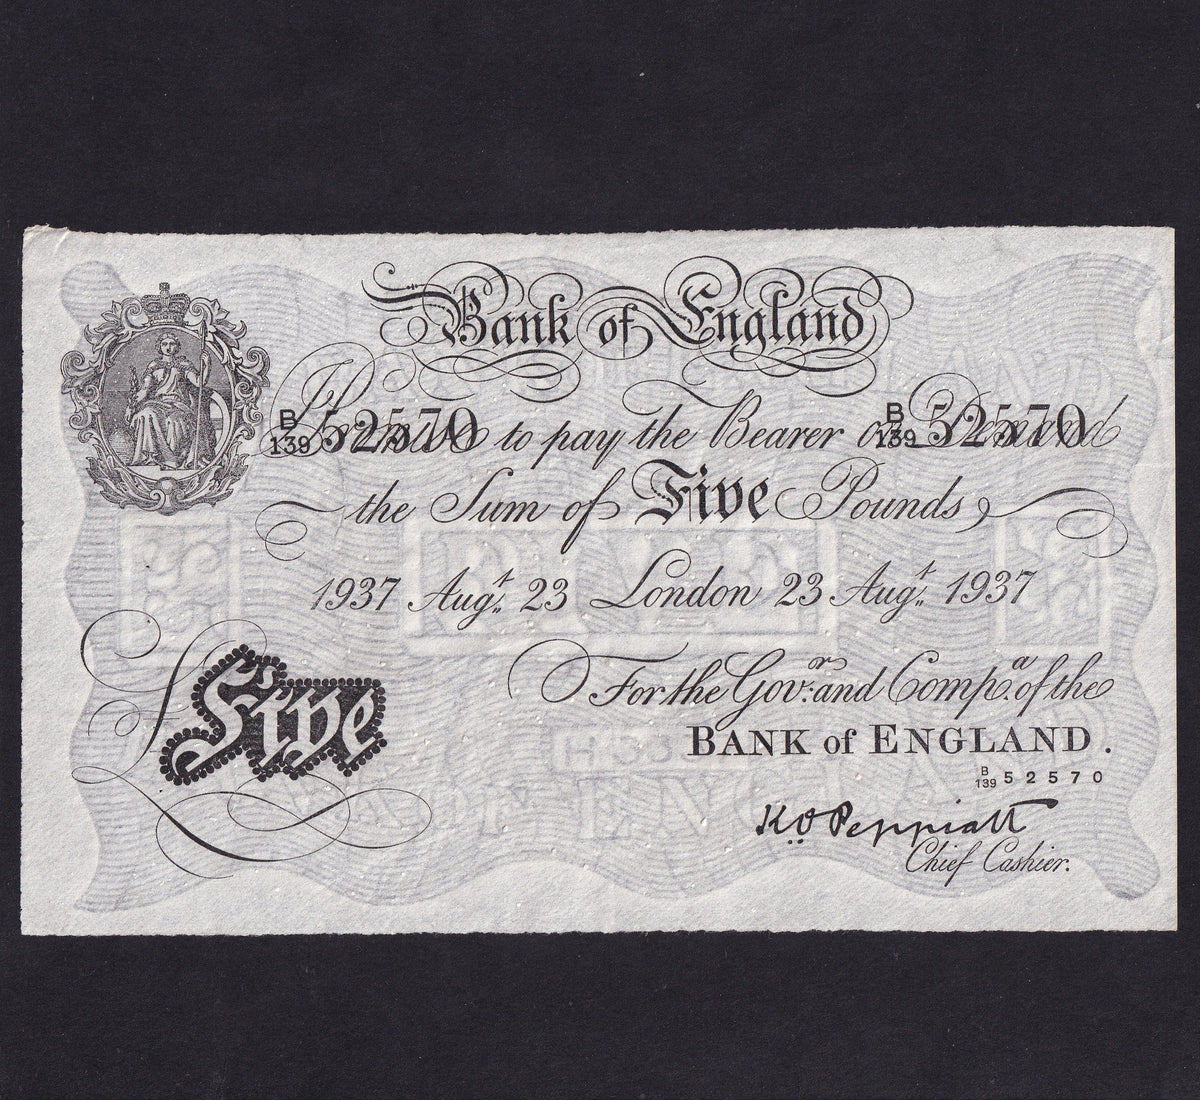 Bank of England
B/139 52570 B/139 52570
I Promise to pay the Bearer on Demand
the Sum of Five Pounds
1937 Augt. 23 London 23 Augt. 1937
For the Govr. and Compa. of the
£ Five
BANK of ENGLAND.
B/139 52570
K.O. Peppiatt
Chief Cashier.